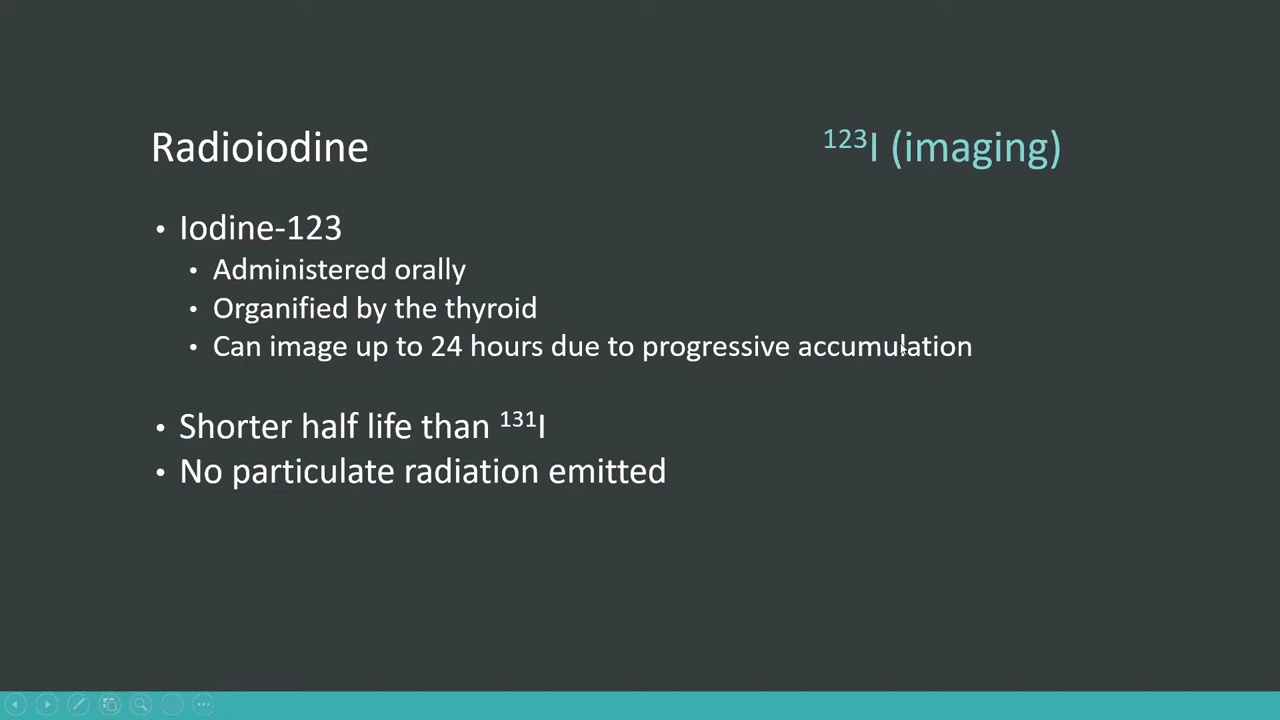 Radioiodine
¹²³I (imaging)
• Iodine-123
• Administered orally
• Organified by the thyroid
• Can image up to 24 hours due to progressive accumulation
• Shorter half life than ¹³¹I
• No particulate radiation emitted